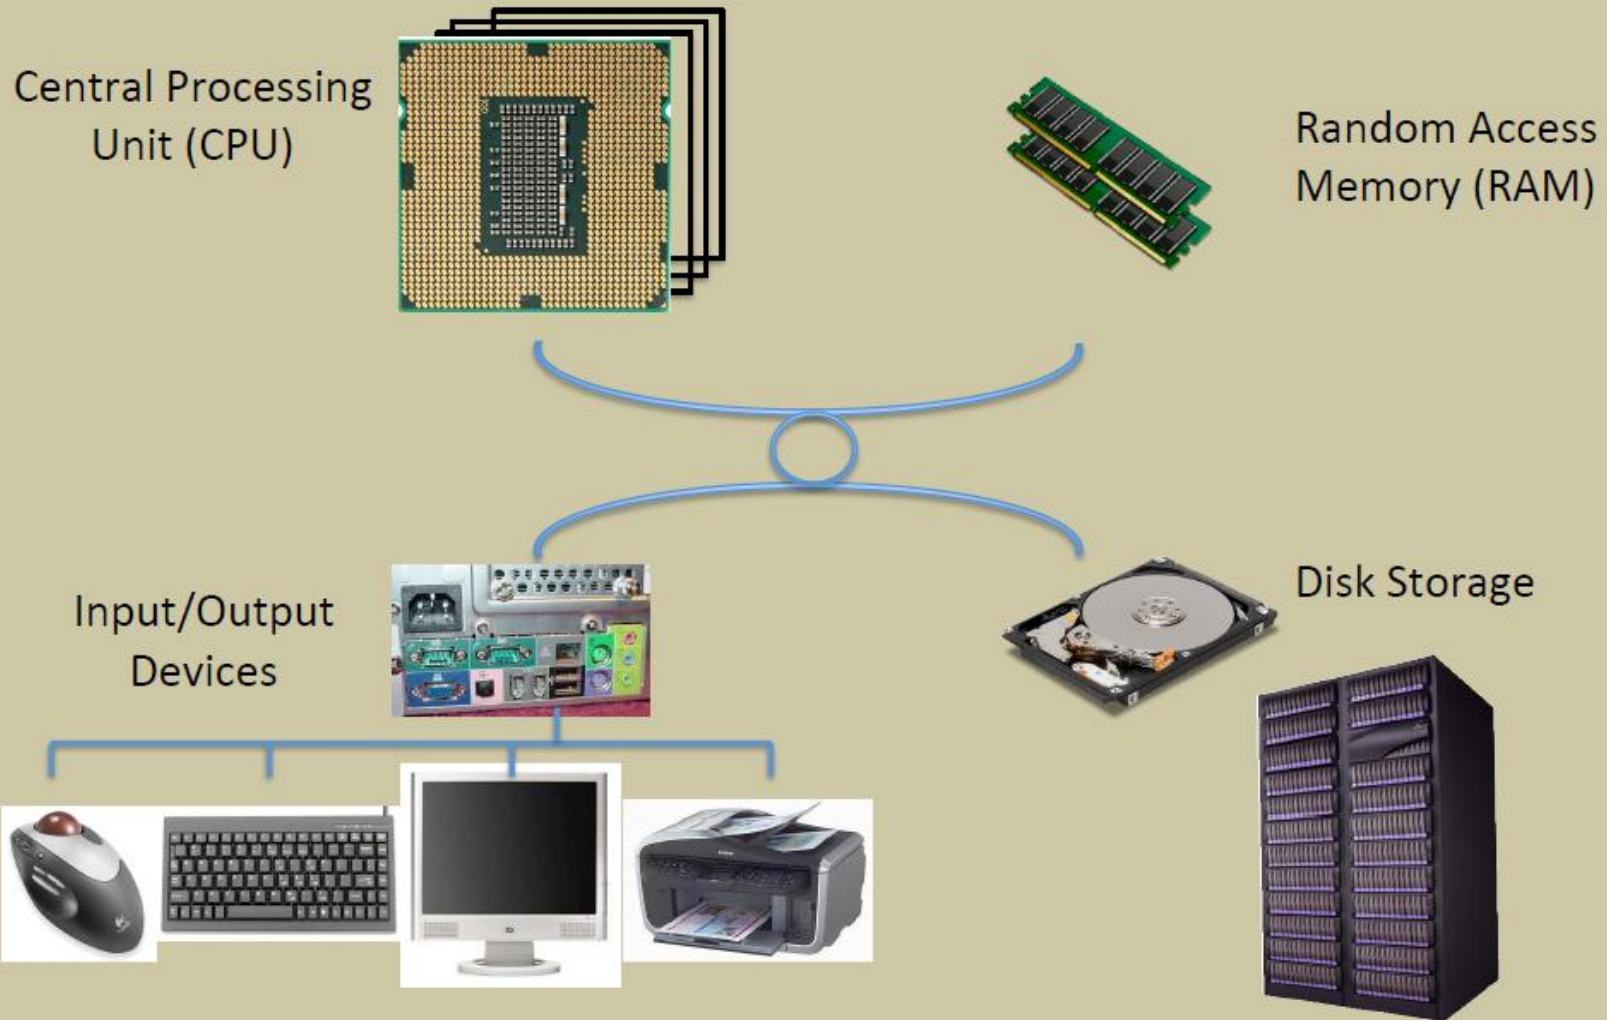 Central Processing
Unit (CPU)
Random Access
Memory (RAM)
Input/Output
Devices
Disk Storage